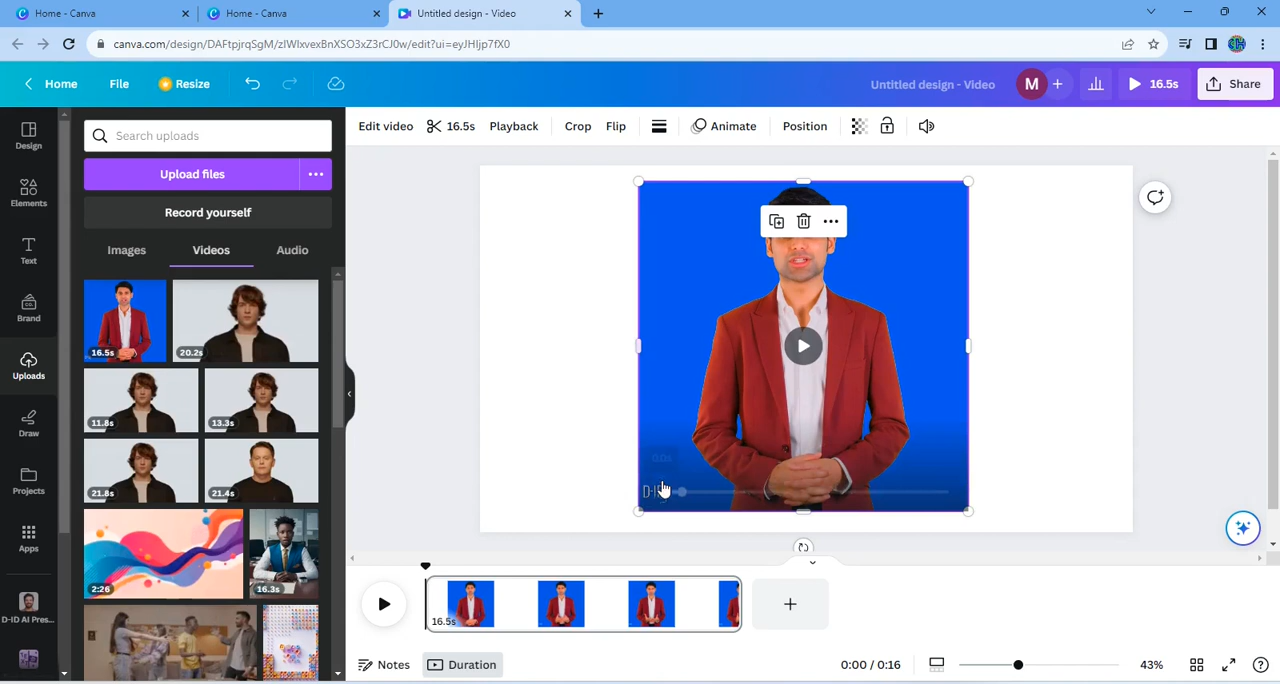 Home - Canva
Home - Canva
Untitled design - Video
canva.com/design/DAFtpjrqSgM/zIWIxvexBnXSO3xZ3rCJ0w/edit?ui=eyJHIjp7fX0
Home
File
Resize
Untitled design - Video
M
16.5s
Share
Design
Elements
Text
Brand
Uploads
Draw
Projects
Apps
D-ID AI Pres...
Search uploads
Upload files
Record yourself
Images
Videos
Audio
16.5s
20.2s
11.8s
13.3s
21.8s
21.4s
2:26
16.3s
Edit video
16.5s
Playback
Crop
Flip
Animate
Position
0.0s
D-ID
16.5s
Notes
Duration
0:00 / 0:16
43%